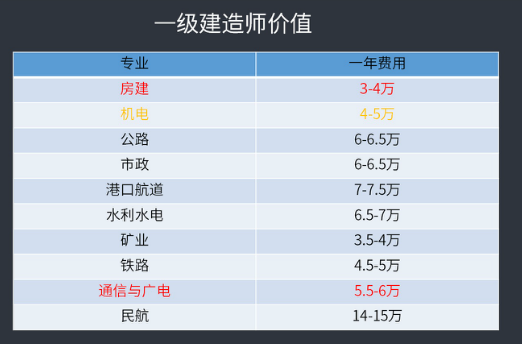 一级建造师价值
专业 一年费用
房建 3-4万
机电 4-5万
公路 6-6.5万
市政 6-6.5万
港口航道 7-7.5万
水利水电 6.5-7万
矿业 3.5-4万
铁路 4.5-5万
通信与广电 5.5-6万
民航 14-15万